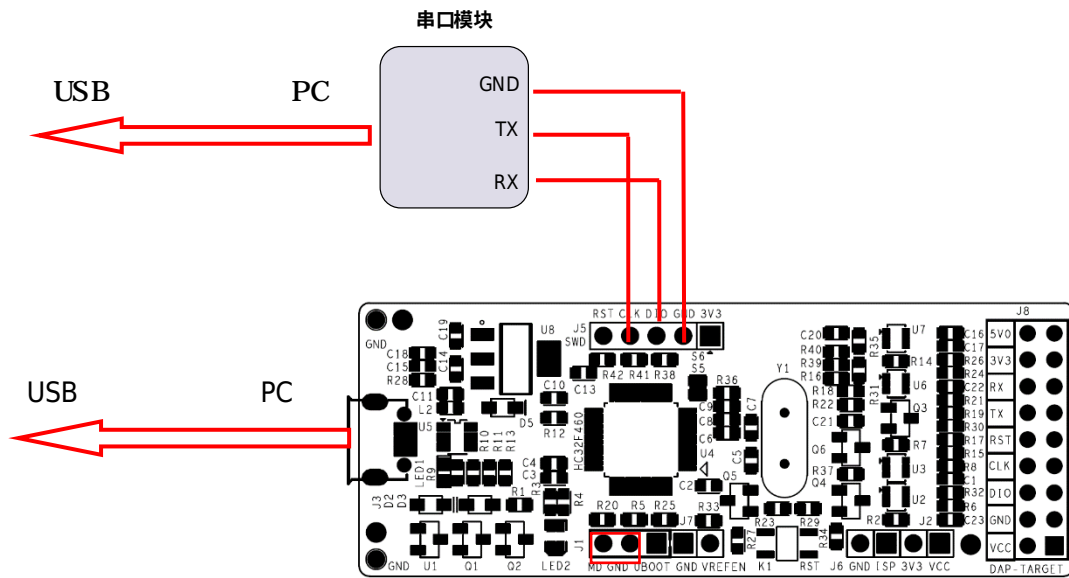 串口模块
USB PC
GND
TX
RX
RST CLK DIO GND 3V3
J5
SWD
J8
GND
C19
U8
S6
S5
C20
U7
C16
5V0
C18
C15
R28
C14
R42 R41 R38
Y1
R40
R39
R16
R35
R14
C17
R26
3V3
R24
USB PC
C11
L2
C10
C13
R36
R18
R31
U6
C22
RX
D5
R12
C9
C8
C6
C7
R22
C21
Q3
R21
R19
TX
U5
R10
R11
R13
HC32F460
U4
C5
Q6
R7
R30
R17
RST
R15
LED1
R9
C4
C3
R3
R4
C2
Q5
R37
Q4
U3
R8
CLK
C1
J3
D2
D3
R1
U2
R32
DIO
R6
R20 R5 R25
J7
R33
R23
R29
R2
J2
C23
GND
J1
R27
R34
VCC
GND
U1
Q1
Q2
LED2
MD GND UBOOT GND VREFEN
K1
RST
J6 GND ISP 3V3 VCC
DAP-TARGET